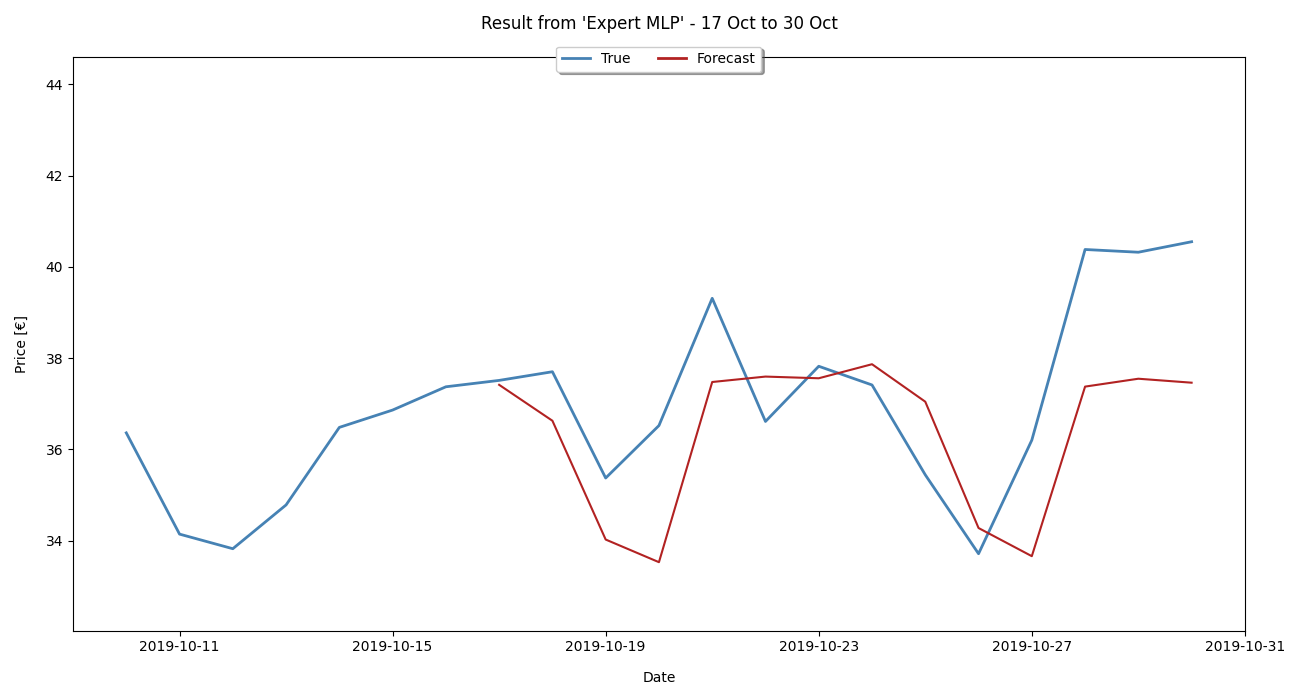 Result from 'Expert MLP' - 17 Oct to 30 Oct
True Forecast
44
42
40
38
36
34
Price [€]
2019-10-11 2019-10-15 2019-10-19 2019-10-23 2019-10-27 2019-10-31
Date